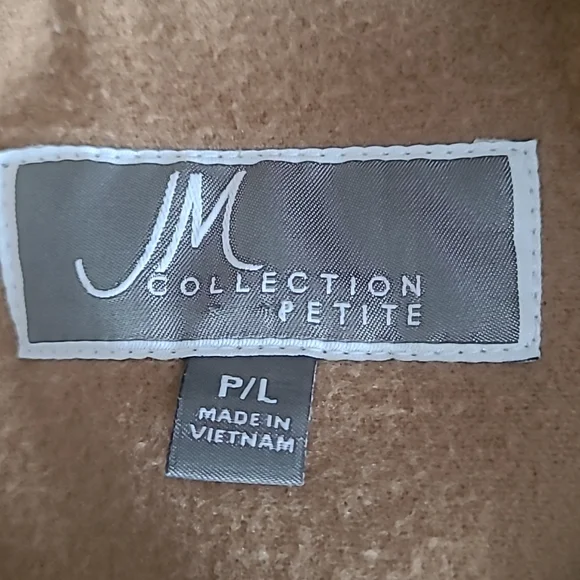 JM
COLLECTION
PETITE
P/L
MADE IN
VIETNAM